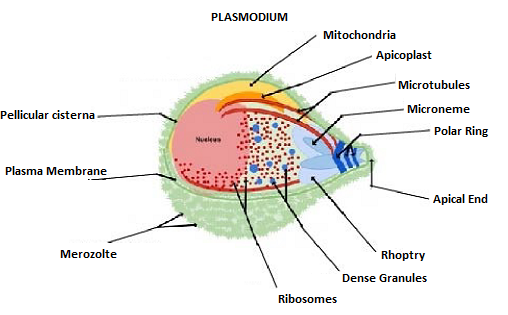 PLASMODIUM
Mitochondria
Apicoplast
Microtubules
Microneme
Polar Ring
Pellicular cisterna
Nucleus
Plasma Membrane
Apical End
Merozolte
Rhoptry
Dense Granules
Ribosomes